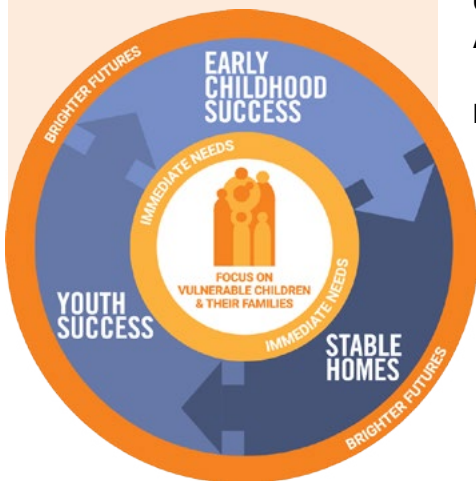 BRIGHTER FUTURES
EARLY
CHILDHOOD
SUCCESS
IMMEDIATE NEEDS
FOCUS ON
VULNERABLE CHILDREN
& THEIR FAMILIES
IMMEDIATE NEEDS
YOUTH
SUCCESS
STABLE
HOMES
BRIGHTER FUTURES